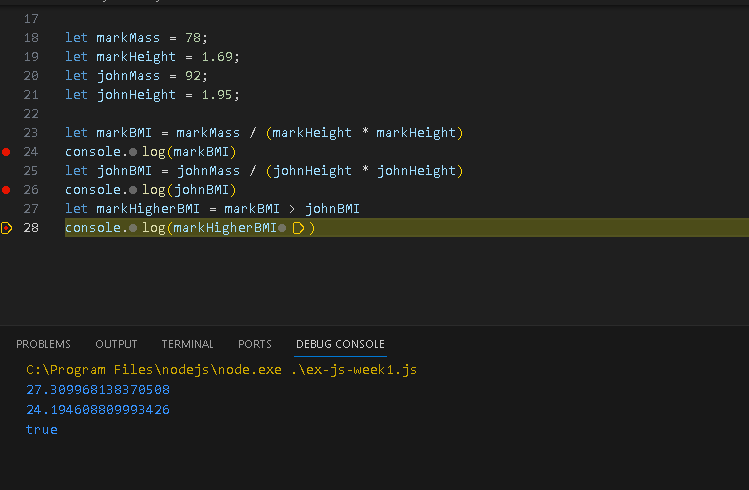 17
18 let markMass = 78;
19 let markHeight = 1.69;
20 let johnMass = 92;
21 let johnHeight = 1.95;
22
23 let markBMI = markMass / (markHeight * markHeight)
24 console.log(markBMI)
25 let johnBMI = johnMass / (johnHeight * johnHeight)
26 console.log(johnBMI)
27 let markHigherBMI = markBMI > johnBMI
28 console.log(markHigherBMI)
PROBLEMS OUTPUT TERMINAL PORTS DEBUG CONSOLE
C:\Program Files\nodejs\node.exe .\ex-js-week1.js
27.309968138370508
24.194608809993426
true